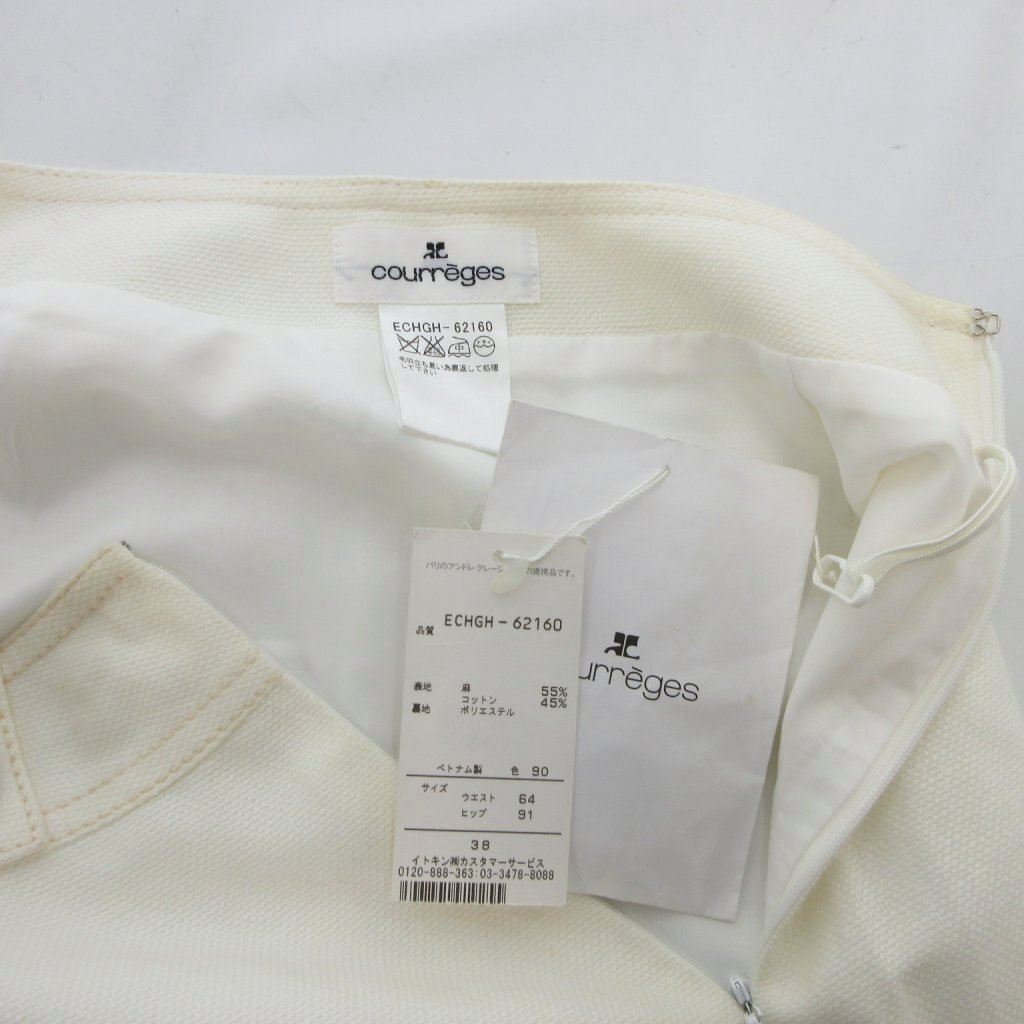 courrèges
ECHGH-62160
毛羽立ち易い為裏返して処理
して下さい
パリのアンドレ クレージ の提携品です。
品質 ECHGH-62160
表地 麻 55%
コットン 45%
裏地 ポリエステル
ベトナム製 色 90
サイズ
ウエスト 64
ヒップ 91
38
イトキン㈱カスタマーサービス
0120-888-363:03-3478-8088
urrèges